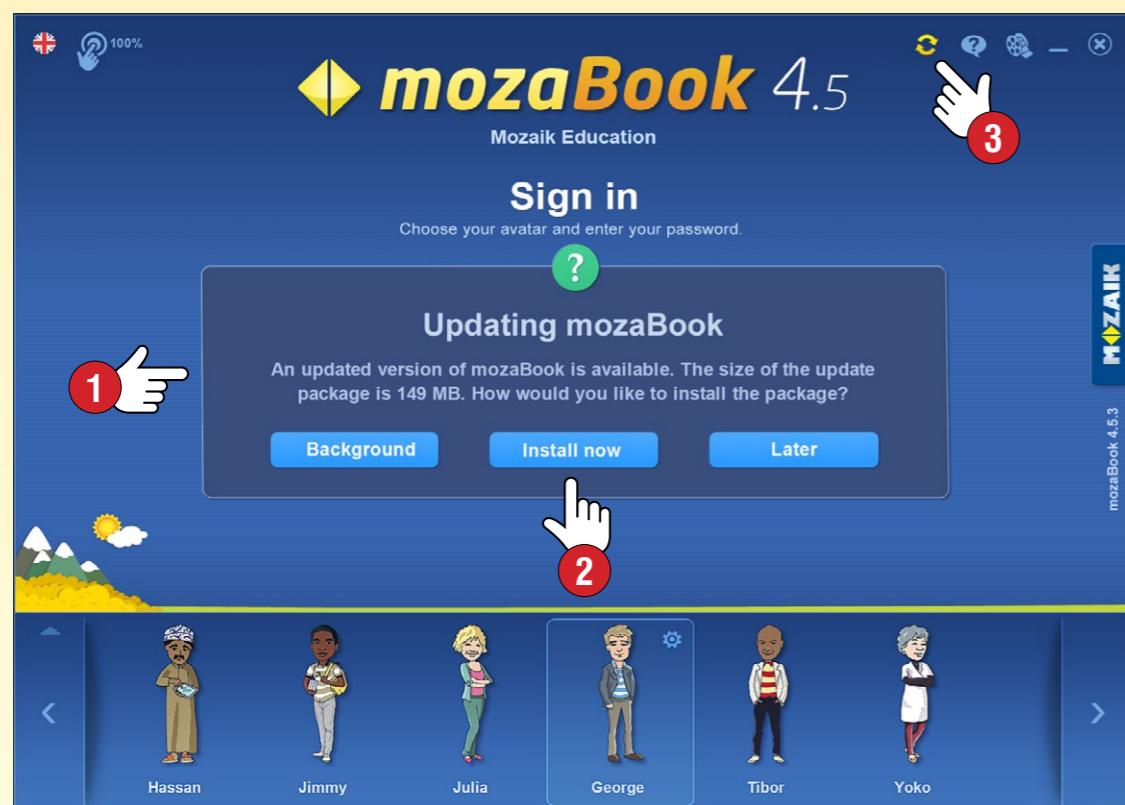 100%
mozaBook 4.5
Mozaik Education
Sign in
Choose your avatar and enter your password.
?
Updating mozaBook
An updated version of mozaBook is available. The size of the update
package is 149 MB. How would you like to install the package?
Background
Install now
Later
1
2
3
MOZAIK
mozaBook 4.5.3
Hassan
Jimmy
Julia
George
Tibor
Yoko